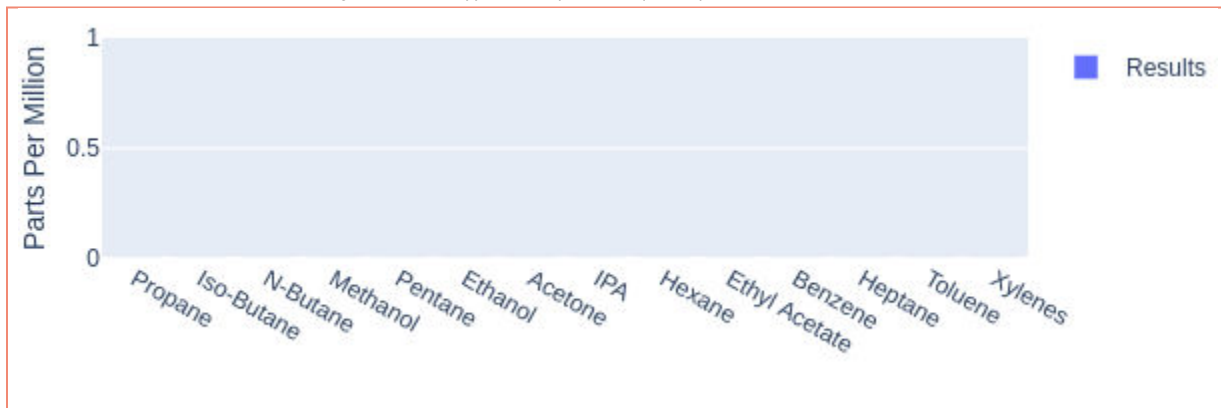 Parts Per Million
1
0.5
0
Propane
Iso-Butane
N-Butane
Methanol
Pentane
Ethanol
Acetone
IPA
Hexane
Ethyl Acetate
Benzene
Heptane
Toluene
Xylenes
Results